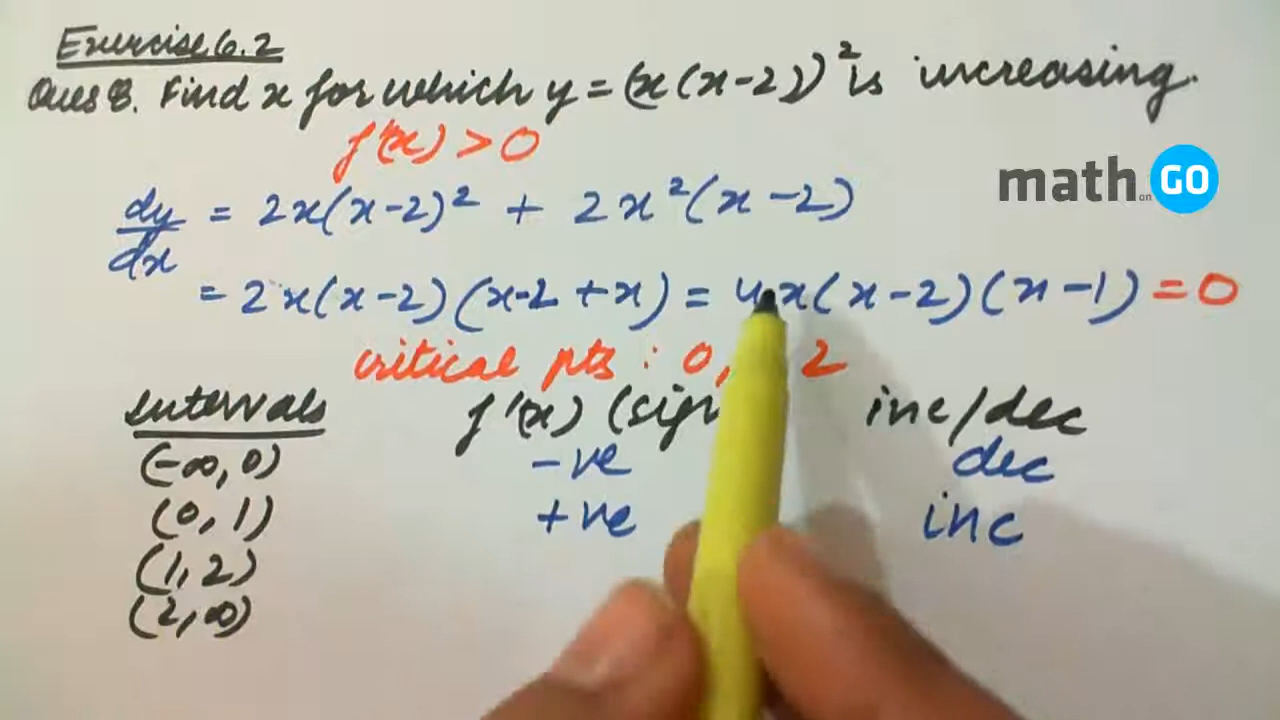 Exercise 6.2
Ques 8. Find x for which y = (x(x-2))² is increasing.
f'(x) > 0
math on GO
dy/dx = 2x(x-2)² + 2x²(x-2)
= 2x(x-2)(x-2+x) = 4x(x-2)(x-1) = 0
critical pts : 0, 2
Intervals f'(x) (sign inc/dec
(-∞, 0) -ve dec
(0, 1) +ve inc
(1, 2)
(2, ∞)